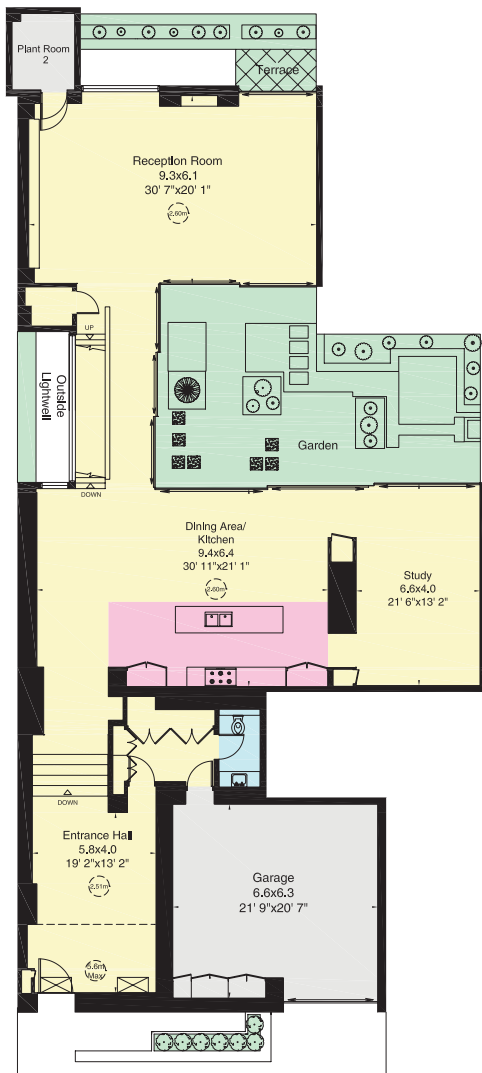 Plant Room
2
Terrace
Reception Room
9.3x6.1
30' 7"x20' 1"
2.60m
UP
Outside
Lightwell
Garden
DOWN
Dining Area/
Kitchen
9.4x6.4
30' 11"x21' 1"
2.60m
Study
6.6x4.0
21' 6"x13' 2"
DOWN
Entrance Hall
5.8x4.0
19' 2"x13' 2"
2.51m
Garage
6.6x6.3
21' 9"x20' 7"
5.6m
Max